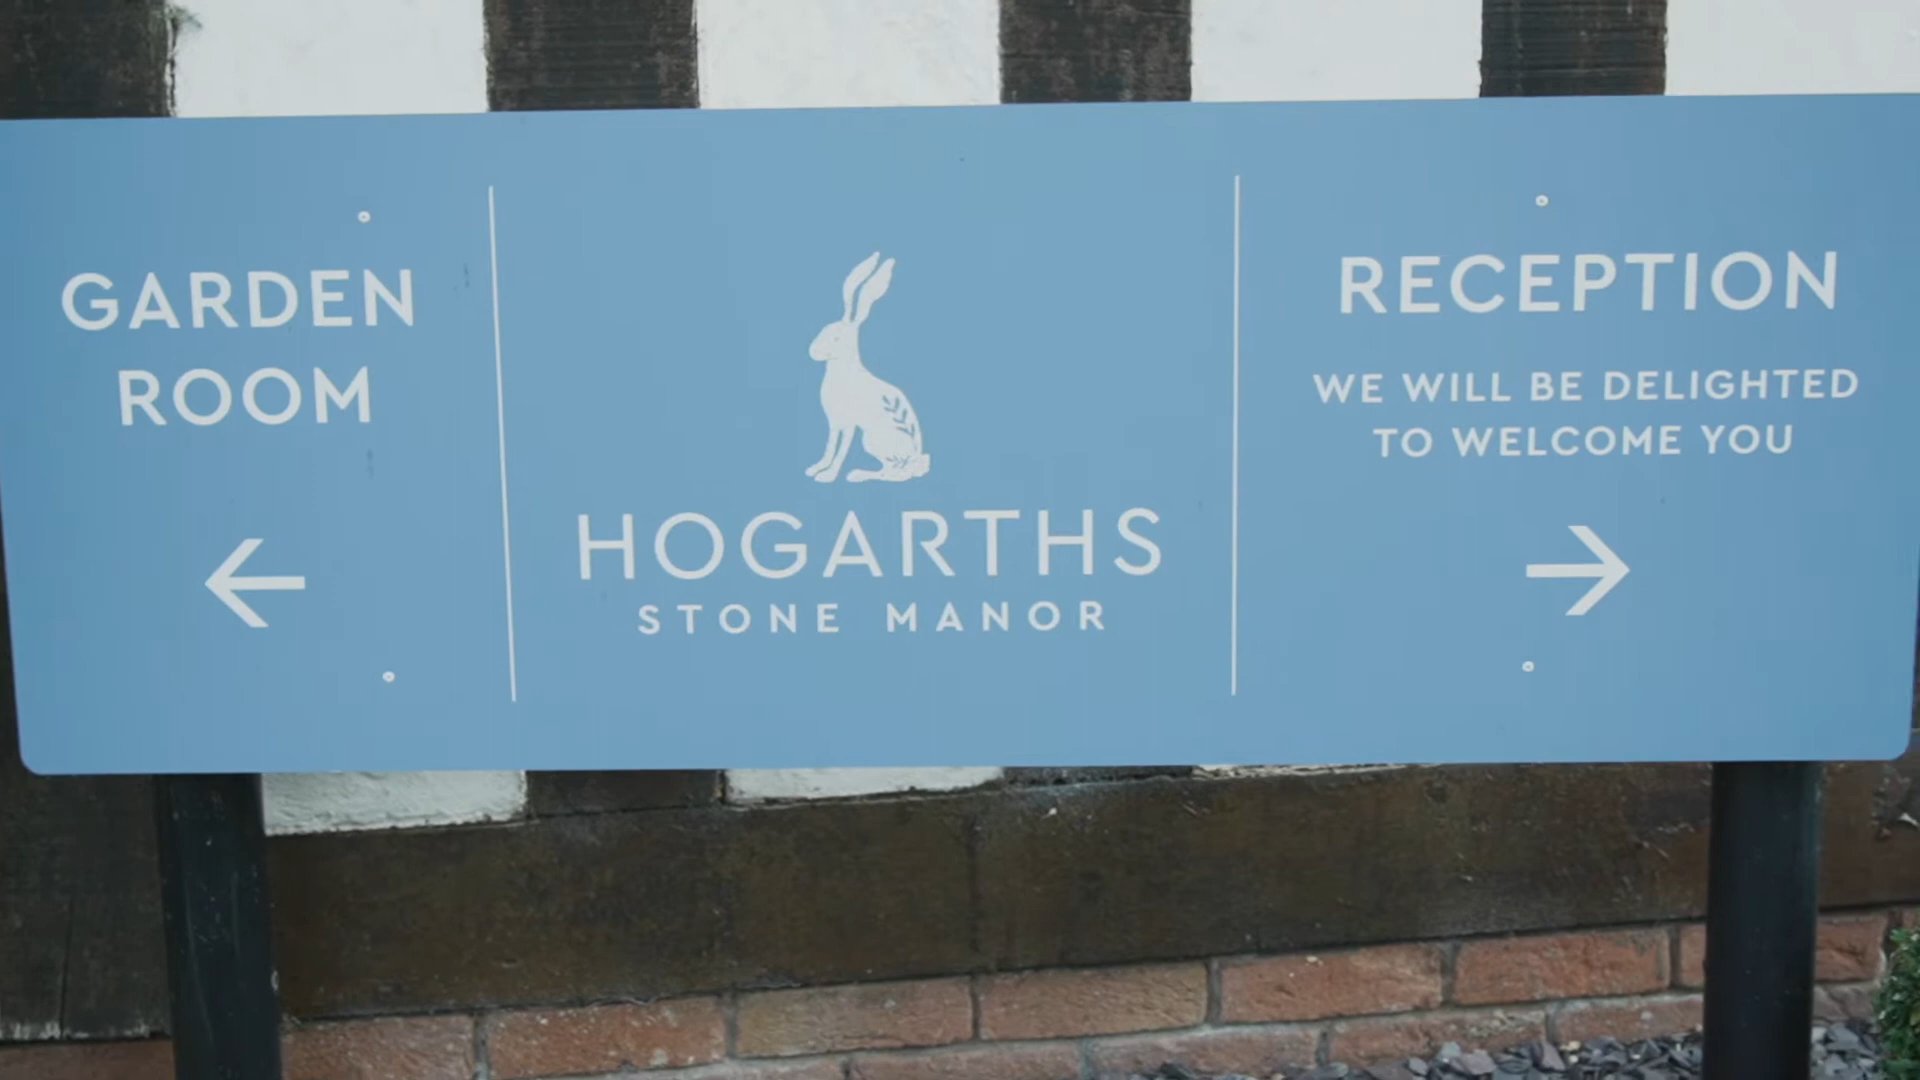 GARDEN
ROOM
HOGARTHS
STONE MANOR
RECEPTION
WE WILL BE DELIGHTED
TO WELCOME YOU